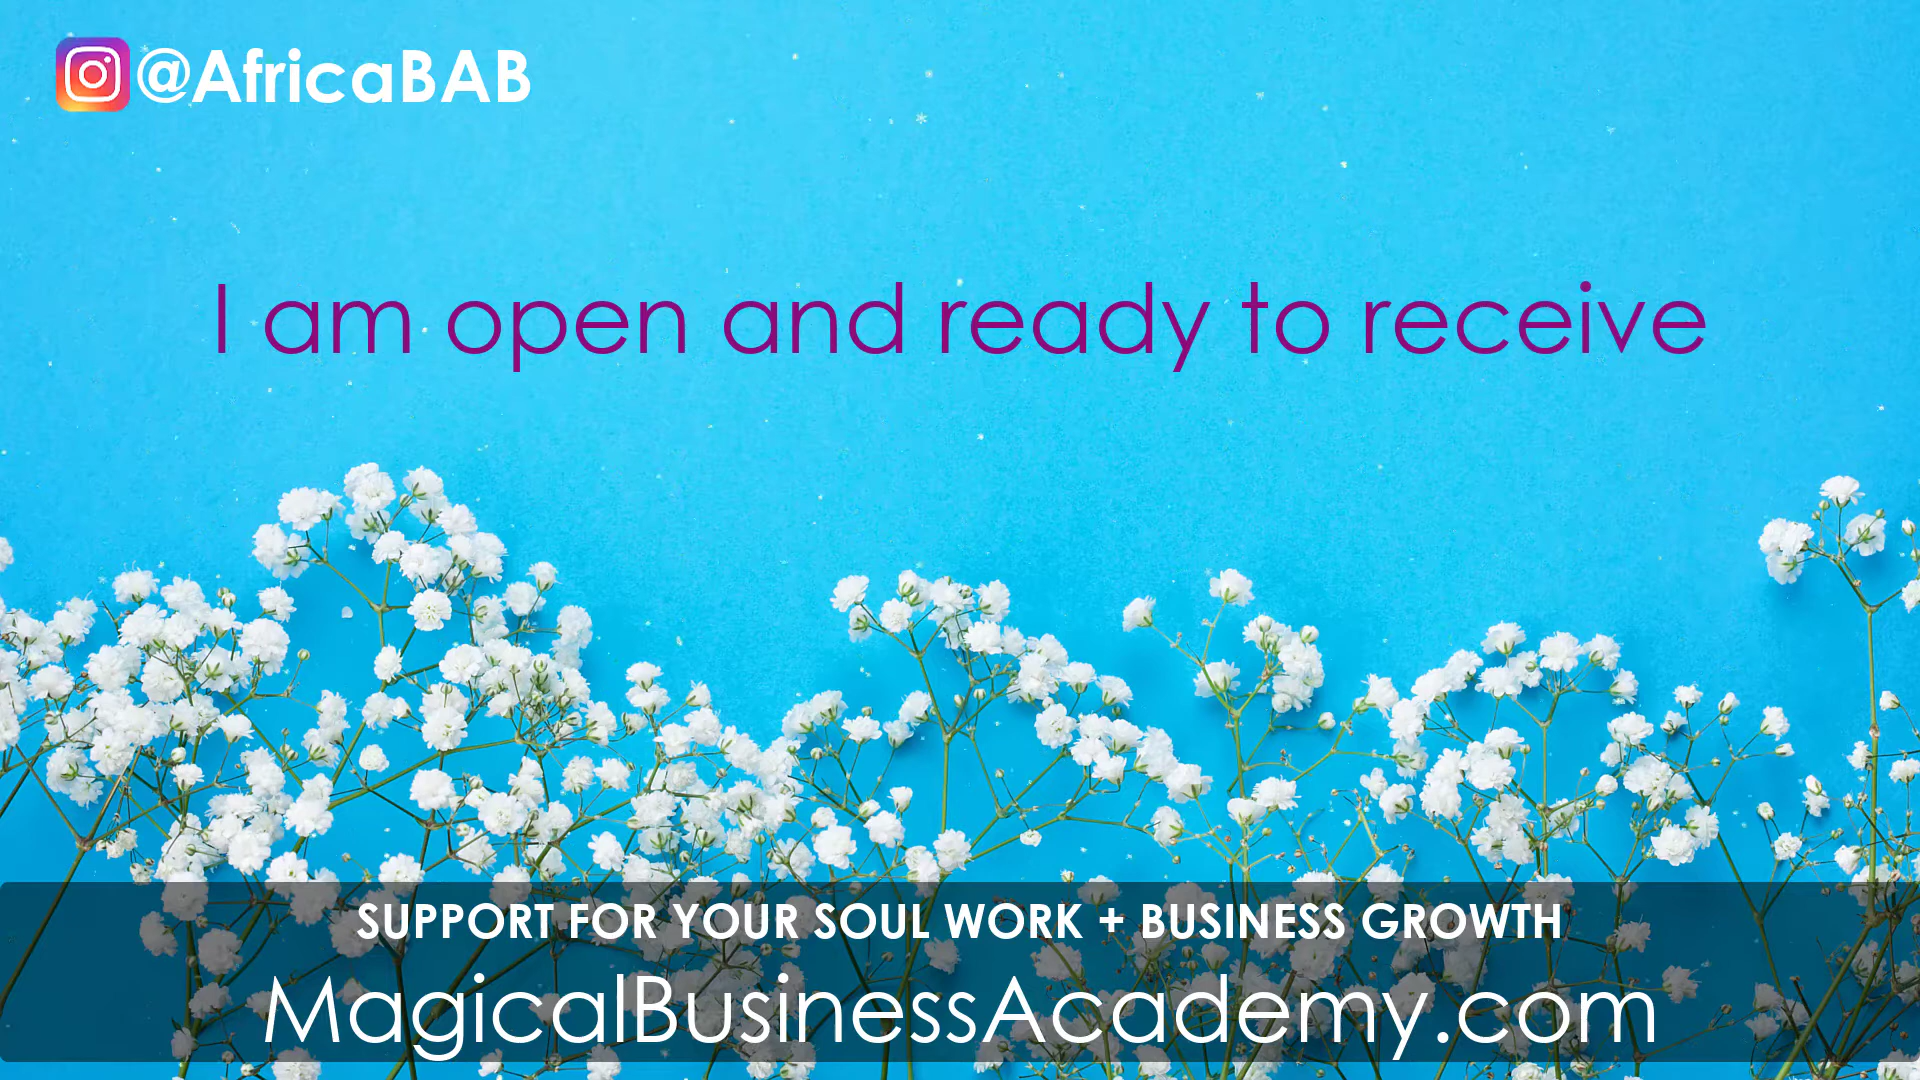 @AfricaBAB
I am open and ready to receive
SUPPORT FOR YOUR SOUL WORK + BUSINESS GROWTH
MagicalBusinessAcademy.com